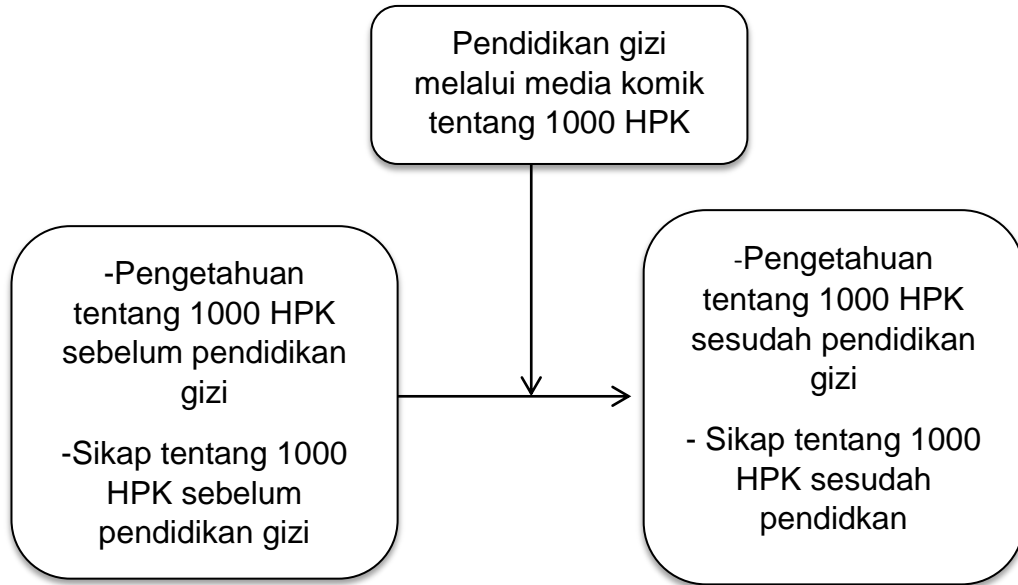 Pendidikan gizi
melalui media komik
tentang 1000 HPK
-Pengetahuan
tentang 1000 HPK
sebelum pendidikan
gizi
-Sikap tentang 1000
HPK sebelum
pendidikan gizi
-Pengetahuan
tentang 1000 HPK
sesudah pendidikan
gizi
- Sikap tentang 1000
HPK sesudah
pendidkan